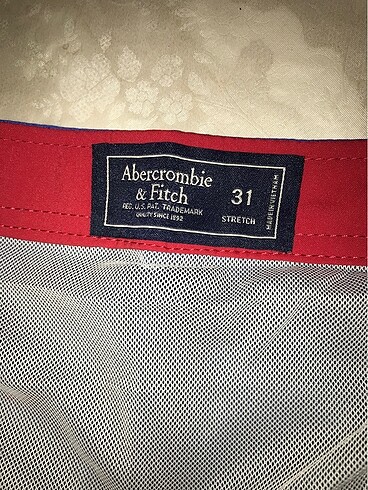 Abercrombie
& Fitch
REG. U.S. PAT. TRADEMARK
QUALITY SINCE 1892
31
STRETCH
MADE IN VIETNAM